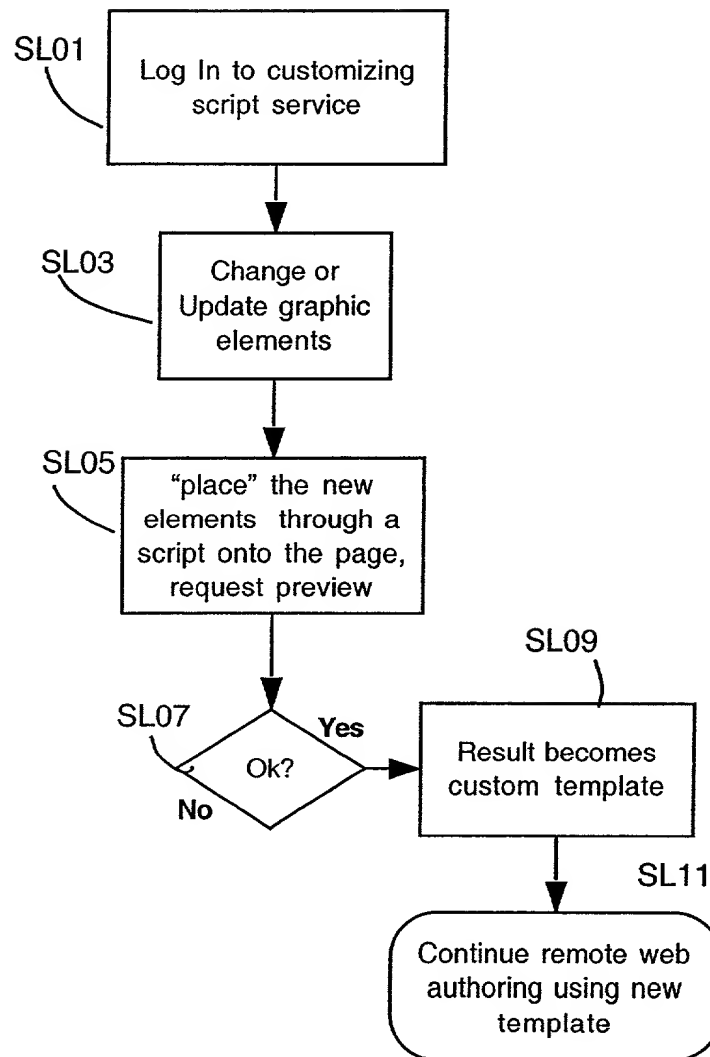 SL01
Log In to customizing
script service
SL03
Change or
Update graphic
elements
SL05
“place” the new
elements through a
script onto the page,
request preview
SL07
Ok?
Yes
No
SL09
Result becomes
custom template
SL11
Continue remote web
authoring using new
template